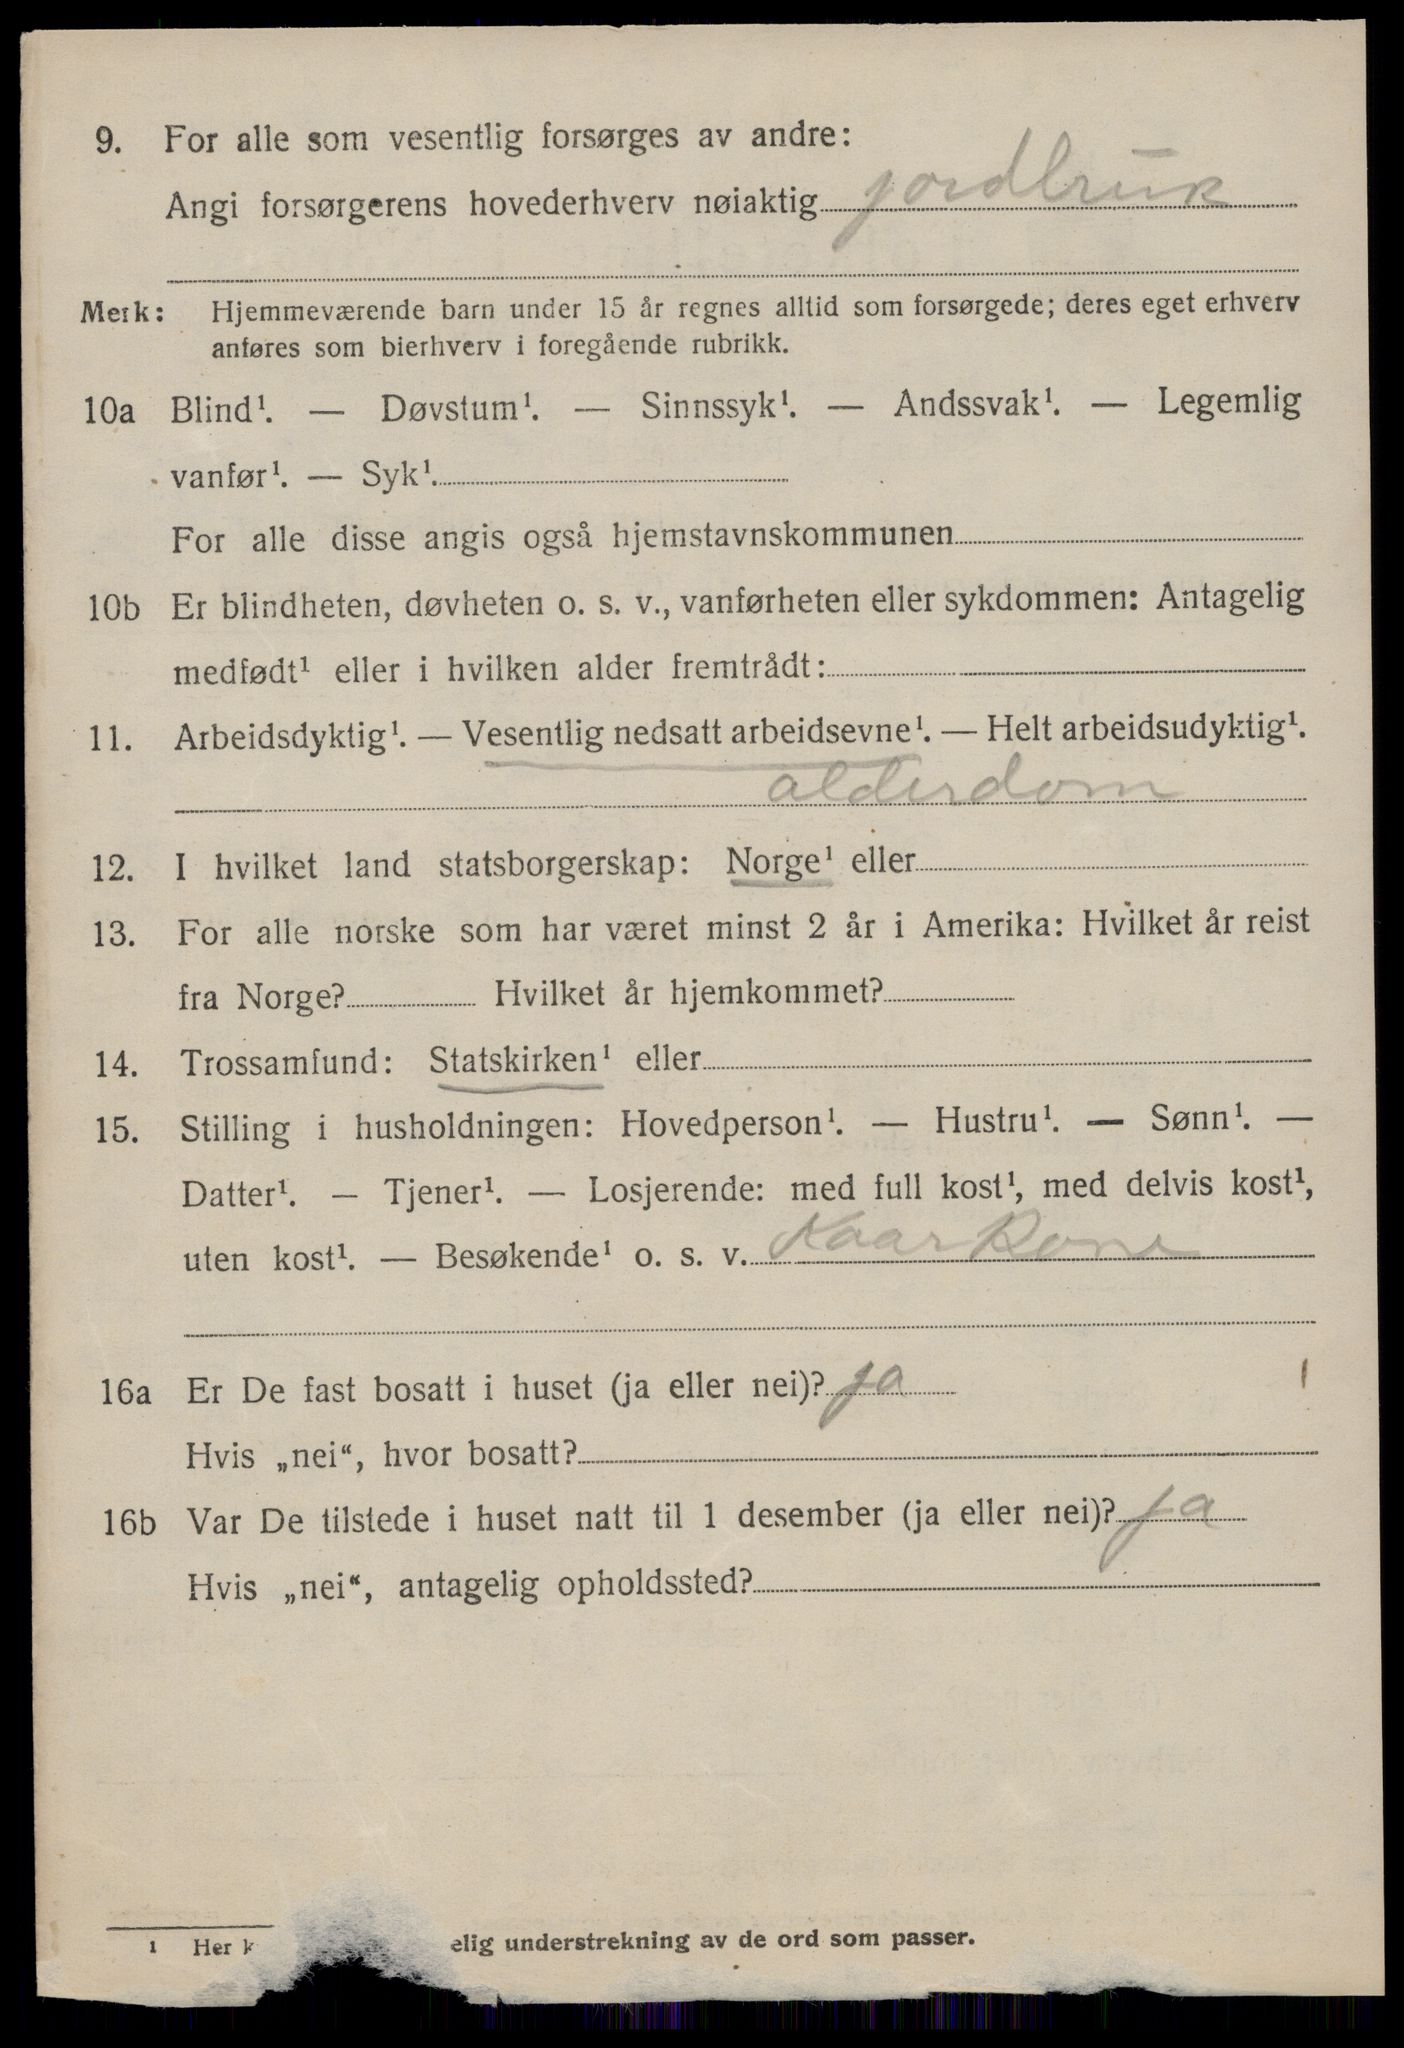 9. For alle som vesentlig forsørges av andre:
Angi forsørgerens hovederhverv nøiaktig jordbruk
Merk: Hjemmeværende barn under 15 år regnes alltid som forsørgede; deres eget erhverv
anføres som bierhverv i foregående rubrikk.
10a Blind¹. — Døvstum¹. — Sinnssyk¹. — Andssvak¹. — Legemlig
vanfør¹. — Syk¹.
For alle disse angis også hjemstavnskommunen
10b Er blindheten, døvheten o. s. v., vanførheten eller sykdommen: Antagelig
medfødt¹ eller i hvilken alder fremtrådt:
11. Arbeidsdyktig¹. — Vesentlig nedsatt arbeidsevne¹. — Helt arbeidsudyktig¹.
alderdom
12. I hvilket land statsborgerskap: Norge¹ eller
13. For alle norske som har været minst 2 år i Amerika: Hvilket år reist
fra Norge? Hvilket år hjemkommet?
14. Trossamfund: Statskirken¹ eller
15. Stilling i husholdningen: Hovedperson¹. — Hustru¹. — Sønn¹. —
Datter¹. — Tjener¹. — Losjerende: med full kost¹, med delvis kost¹,
uten kost¹. — Besøkende¹ o. s. v. Kaarkone
16a Er De fast bosatt i huset (ja eller nei)? ja
Hvis „nei“, hvor bosatt?
16b Var De tilstede i huset natt til 1 desember (ja eller nei)? ja
Hvis „nei“, antagelig opholdssted?
¹ Her elig understrekning av de ord som passer.